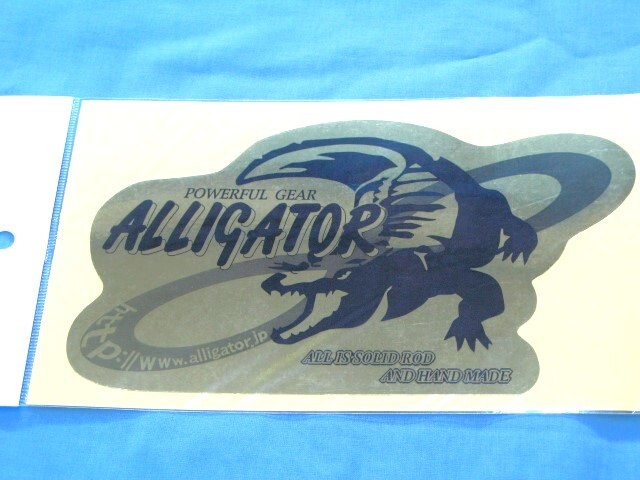 POWERFUL GEAR
ALLIGATOR
http://www.alligator.jp
ALL IS SOLID ROD
AND HAND MADE